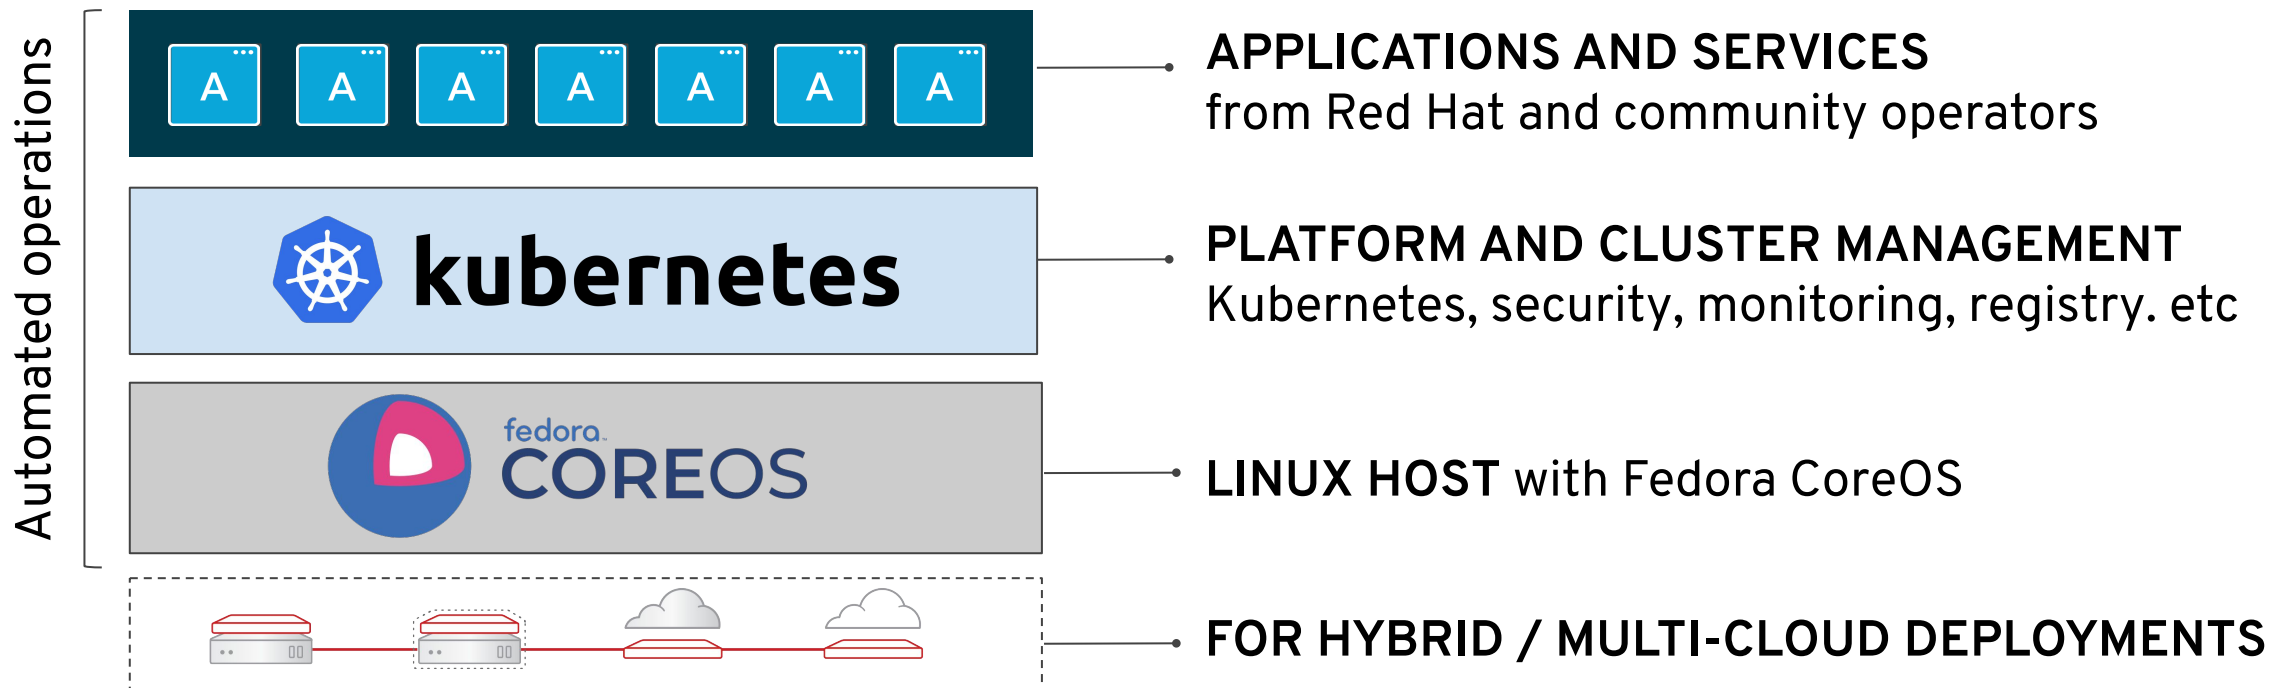 Automated operations
A A A A A A A
APPLICATIONS AND SERVICES
from Red Hat and community operators
kubernetes
PLATFORM AND CLUSTER MANAGEMENT
Kubernetes, security, monitoring, registry. etc
fedora™
COREOS
LINUX HOST with Fedora CoreOS
FOR HYBRID / MULTI-CLOUD DEPLOYMENTS